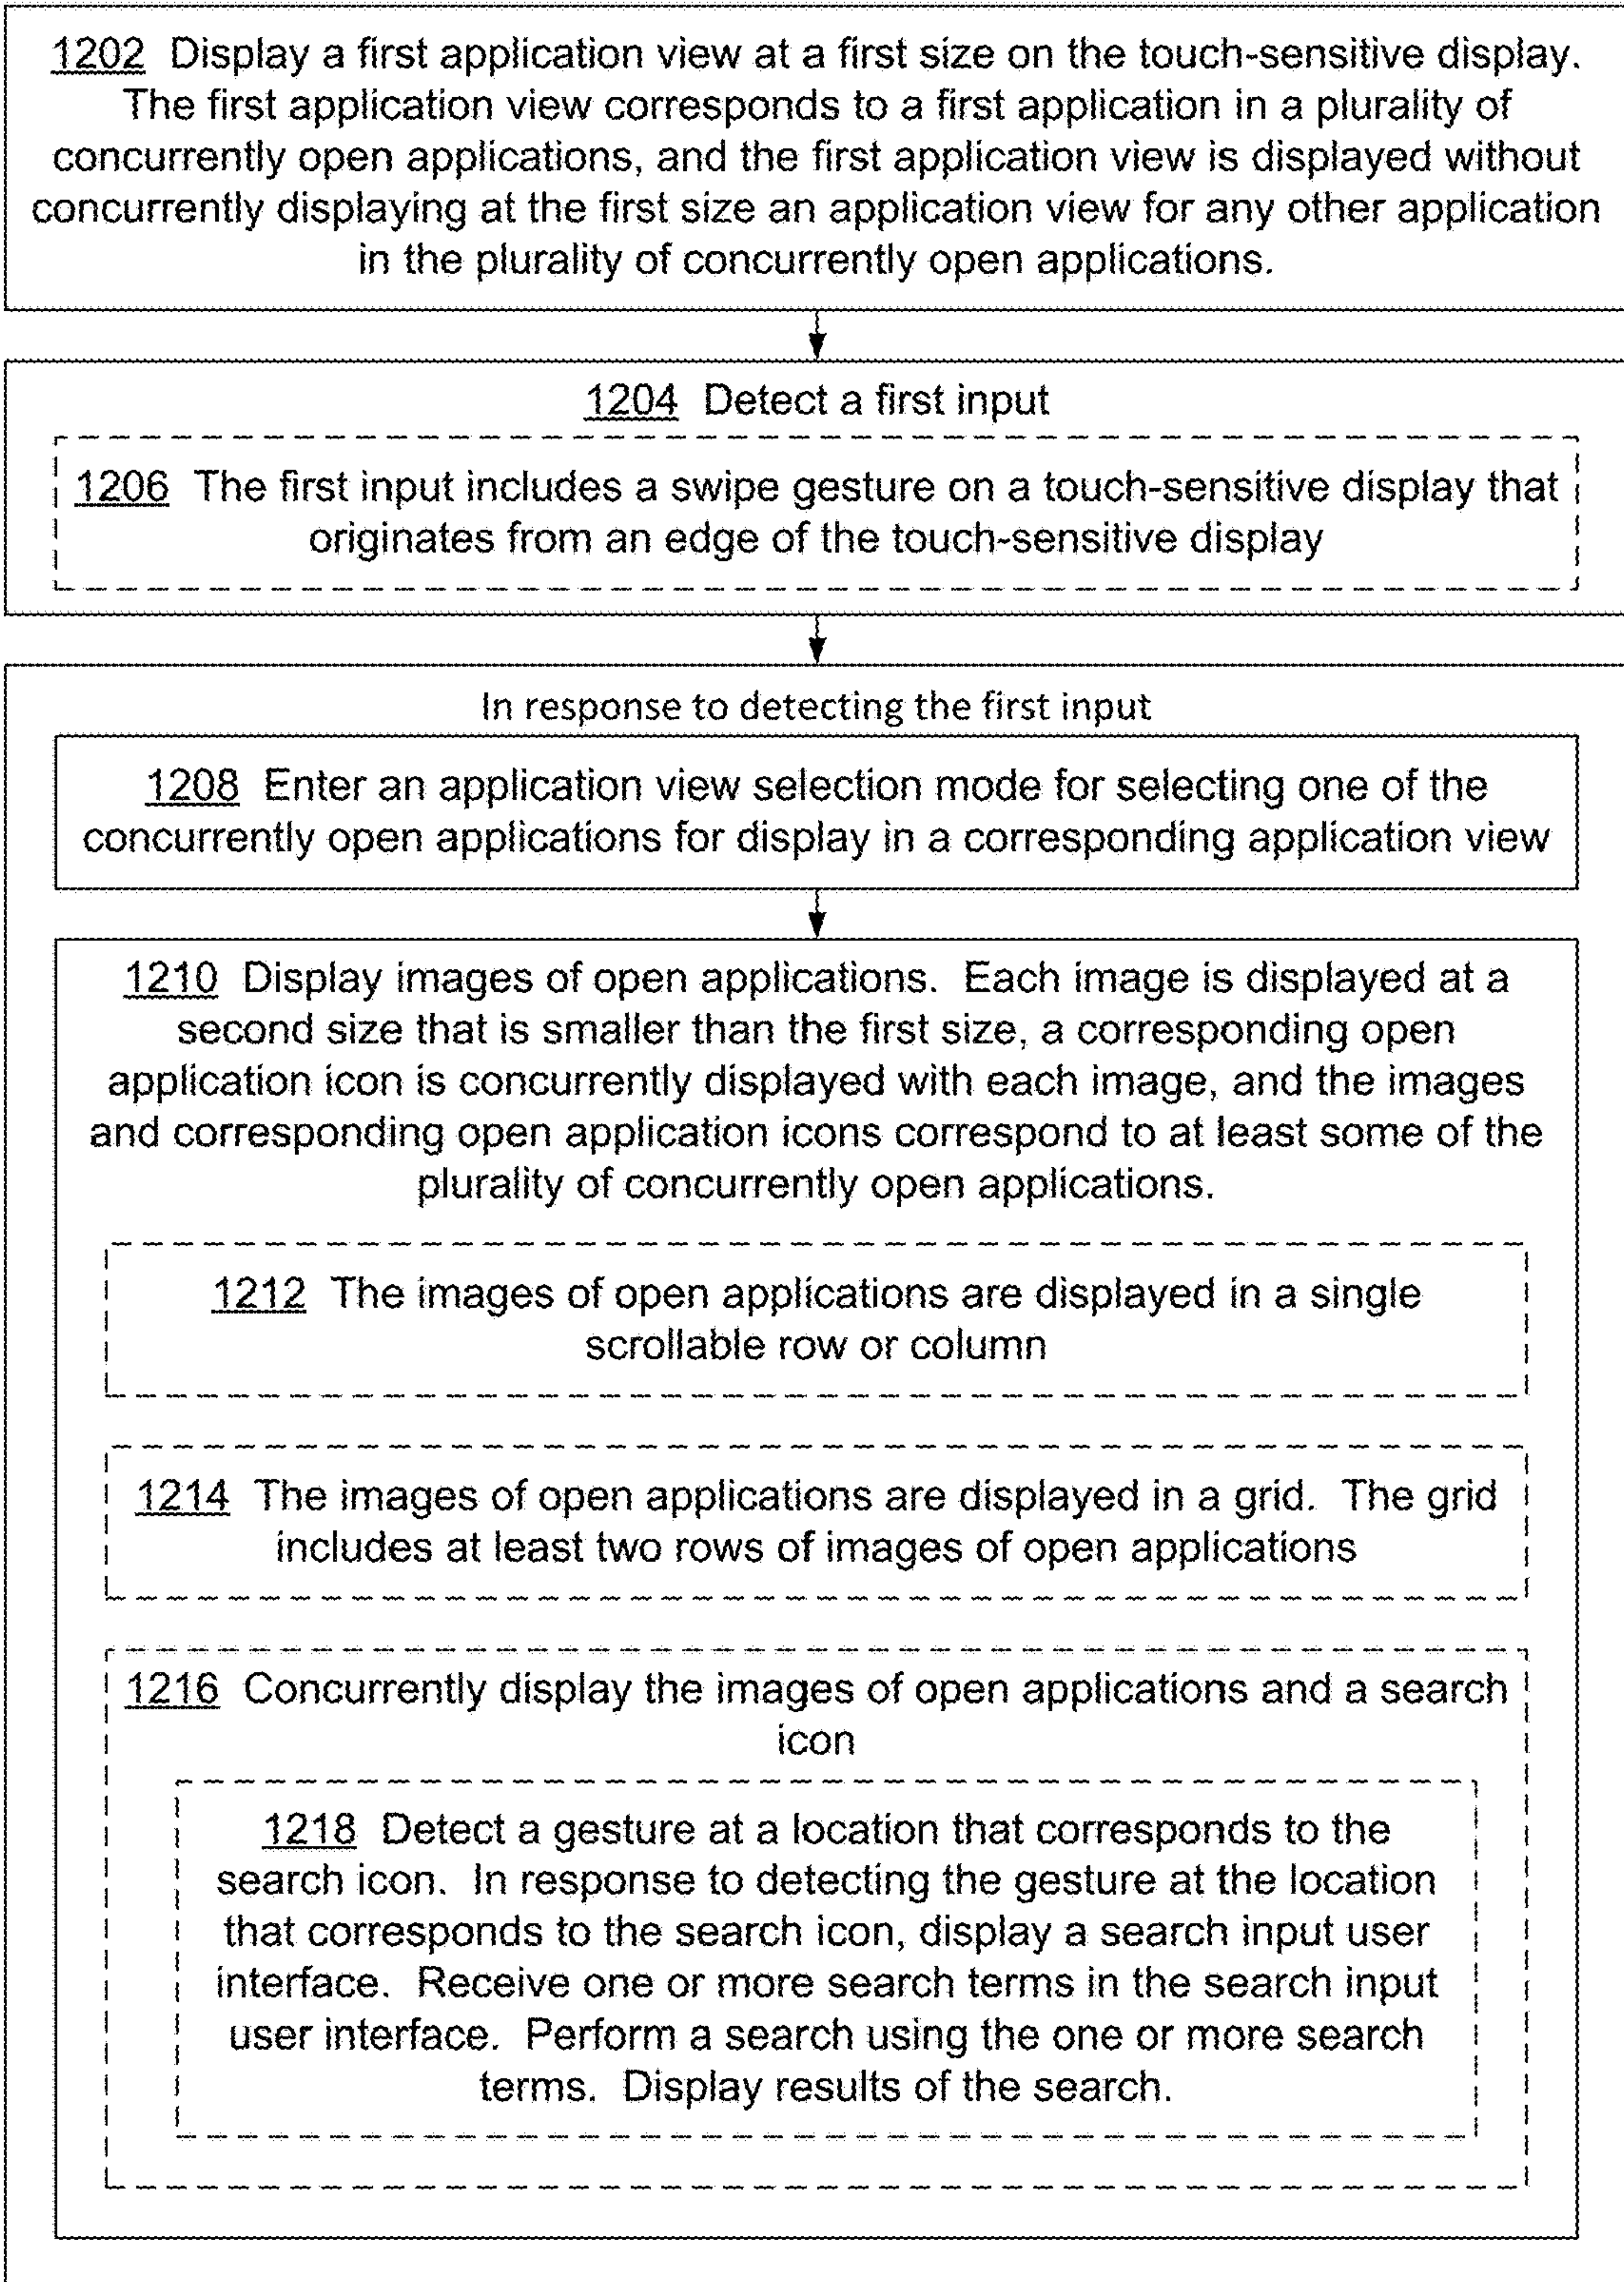 1202 Display a first application view at a first size on the touch-sensitive display.
The first application view corresponds to a first application in a plurality of
concurrently open applications, and the first application view is displayed without
concurrently displaying at the first size an application view for any other application
in the plurality of concurrently open applications.
1204 Detect a first input
1206 The first input includes a swipe gesture on a touch-sensitive display that
originates from an edge of the touch-sensitive display
In response to detecting the first input
1208 Enter an application view selection mode for selecting one of the
concurrently open applications for display in a corresponding application view
1210 Display images of open applications. Each image is displayed at a
second size that is smaller than the first size, a corresponding open
application icon is concurrently displayed with each image, and the images
and corresponding open application icons correspond to at least some of the
plurality of concurrently open applications.
1212 The images of open applications are displayed in a single
scrollable row or column
1214 The images of open applications are displayed in a grid. The grid
includes at least two rows of images of open applications
1216 Concurrently display the images of open applications and a search
icon
1218 Detect a gesture at a location that corresponds to the
search icon. In response to detecting the gesture at the location
that corresponds to the search icon, display a search input user
interface. Receive one or more search terms in the search input
user interface. Perform a search using the one or more search
terms. Display results of the search.